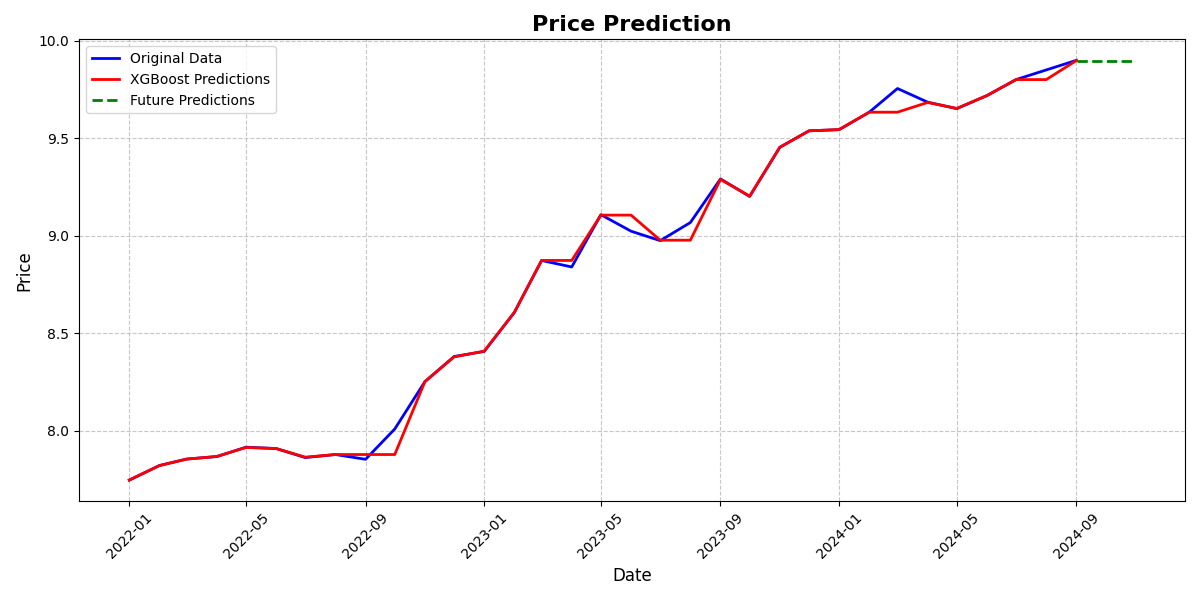 Price Prediction
Original Data
XGBoost Predictions
Future Predictions
Price
10.0
9.5
9.0
8.5
8.0
2022-01
2022-05
2022-09
2023-01
2023-05
2023-09
2024-01
2024-05
2024-09
Date